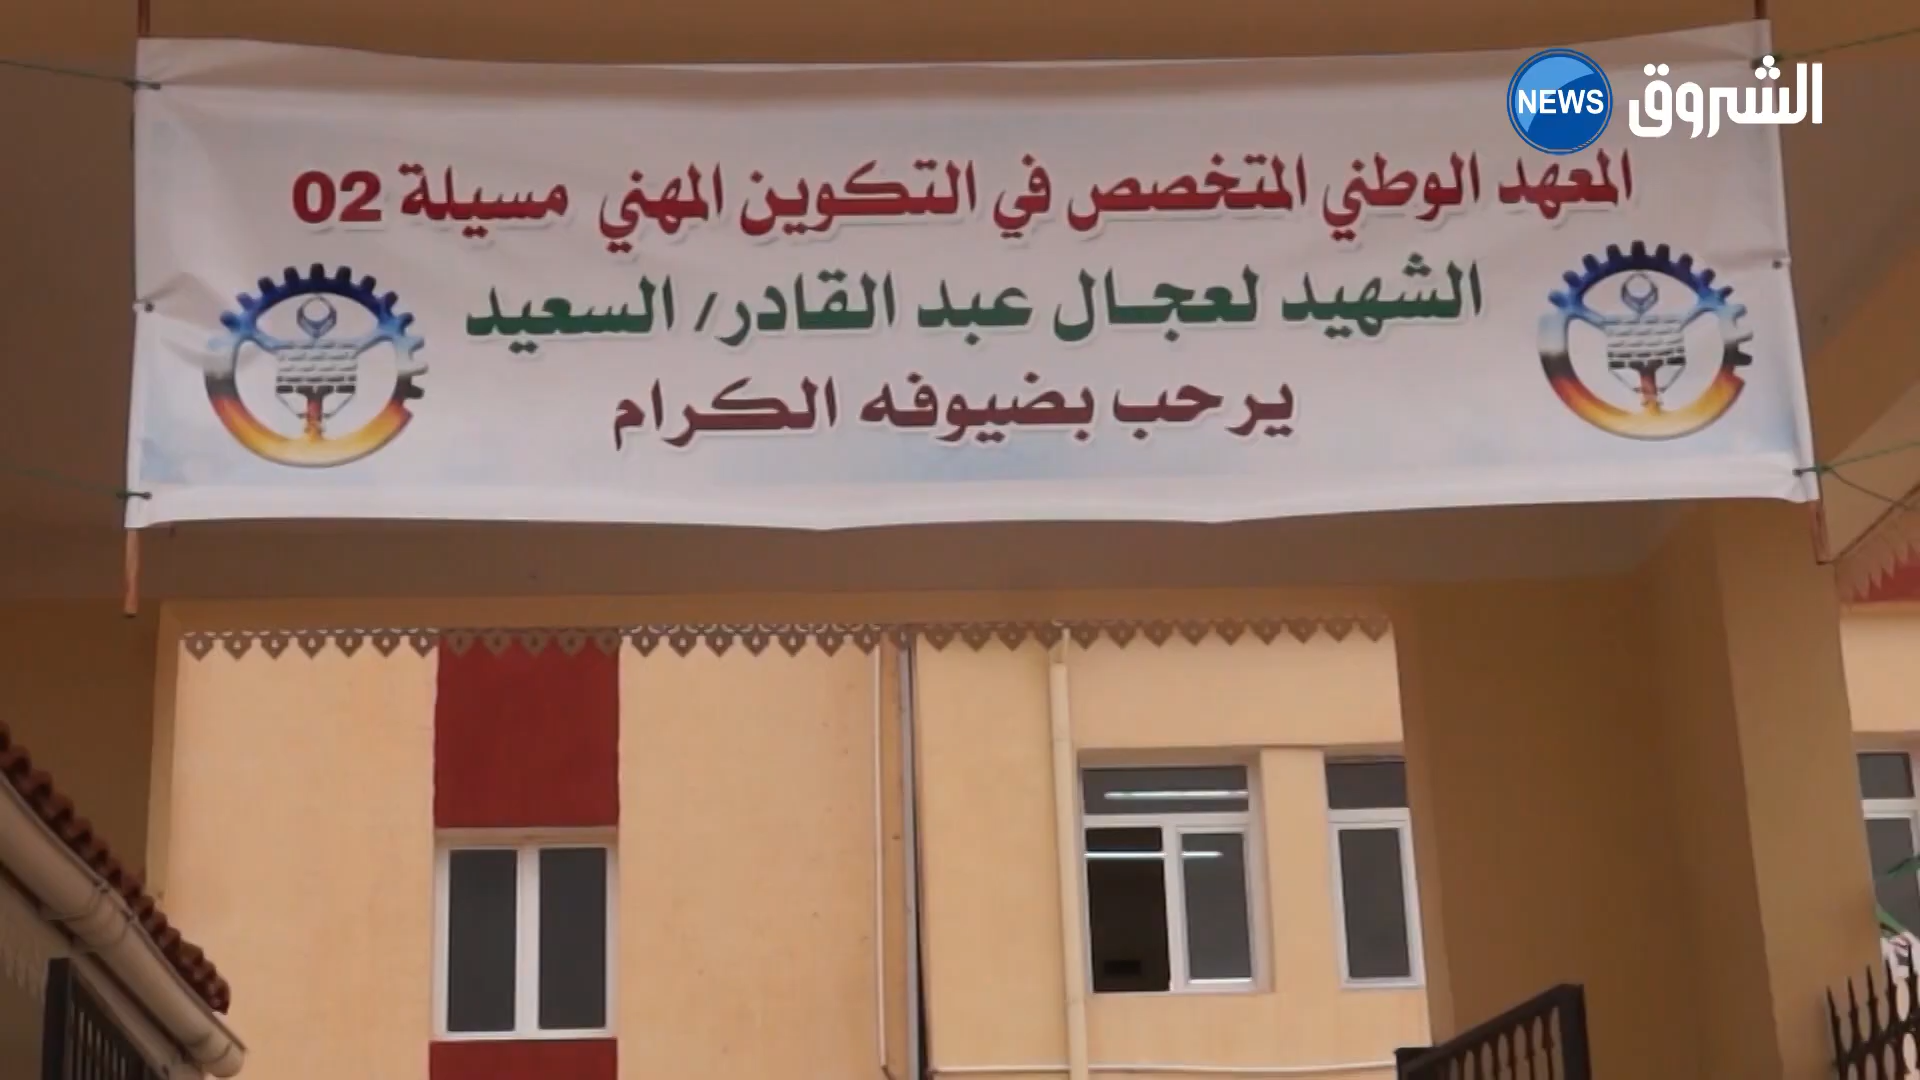 NEWS الشروق
المعهد الوطني المتخصص في التكوين المهني مسيلة 02
الشهيد لعجال عبد القادر/ السعيد
يرحب بضيوفه الكرام